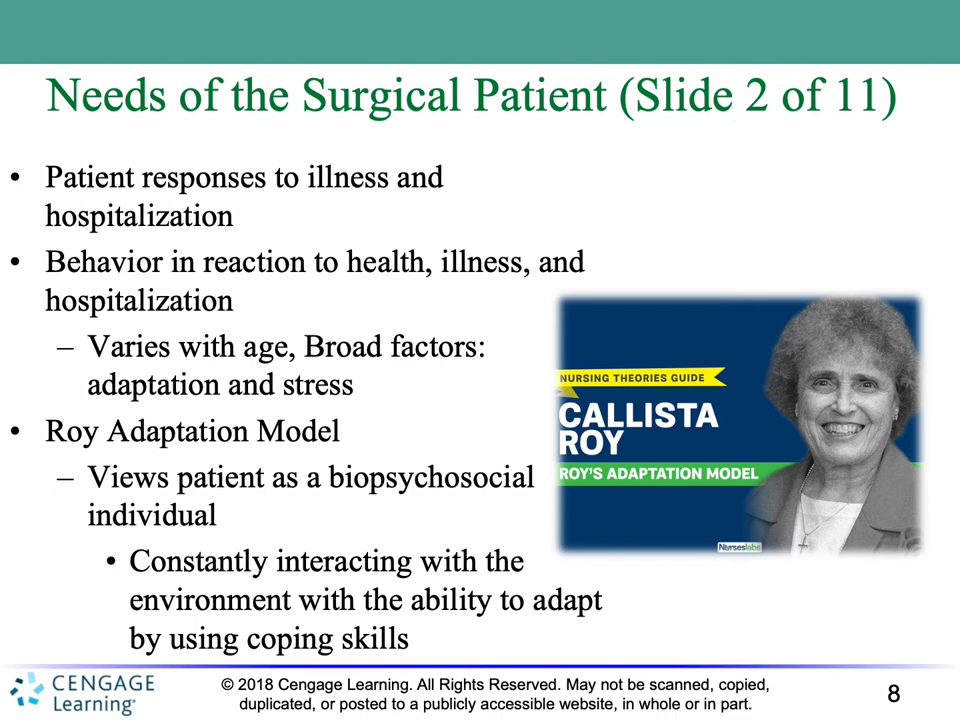 Needs of the Surgical Patient (Slide 2 of 11)
• Patient responses to illness and
hospitalization
• Behavior in reaction to health, illness, and
hospitalization
– Varies with age, Broad factors:
adaptation and stress
• Roy Adaptation Model
– Views patient as a biopsychosocial
individual
• Constantly interacting with the
environment with the ability to adapt
by using coping skills
NURSING THEORIES GUIDE
CALLISTA
ROY
ROY'S ADAPTATION MODEL
Nurseslabs
CENGAGE
Learning®
© 2018 Cengage Learning. All Rights Reserved. May not be scanned, copied,
duplicated, or posted to a publicly accessible website, in whole or in part.
8